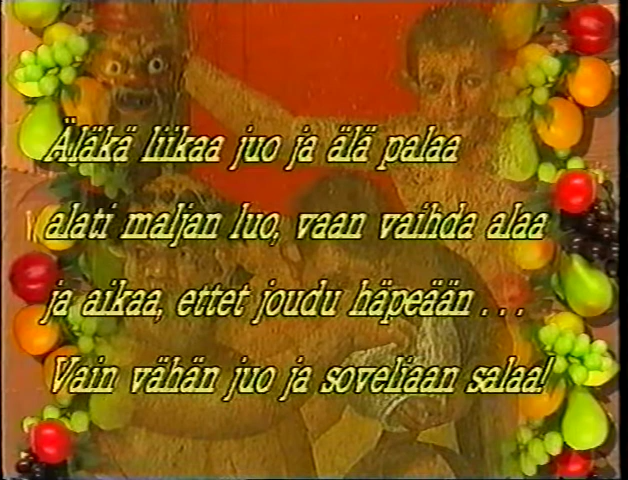 Äläkä liikaa juo ja älä palaa
alati maljan luo, vaan vaihda alaa
ja aikaa, ettet joudu häpeään . . .
Vain vähän juo ja soveliaan salaa!